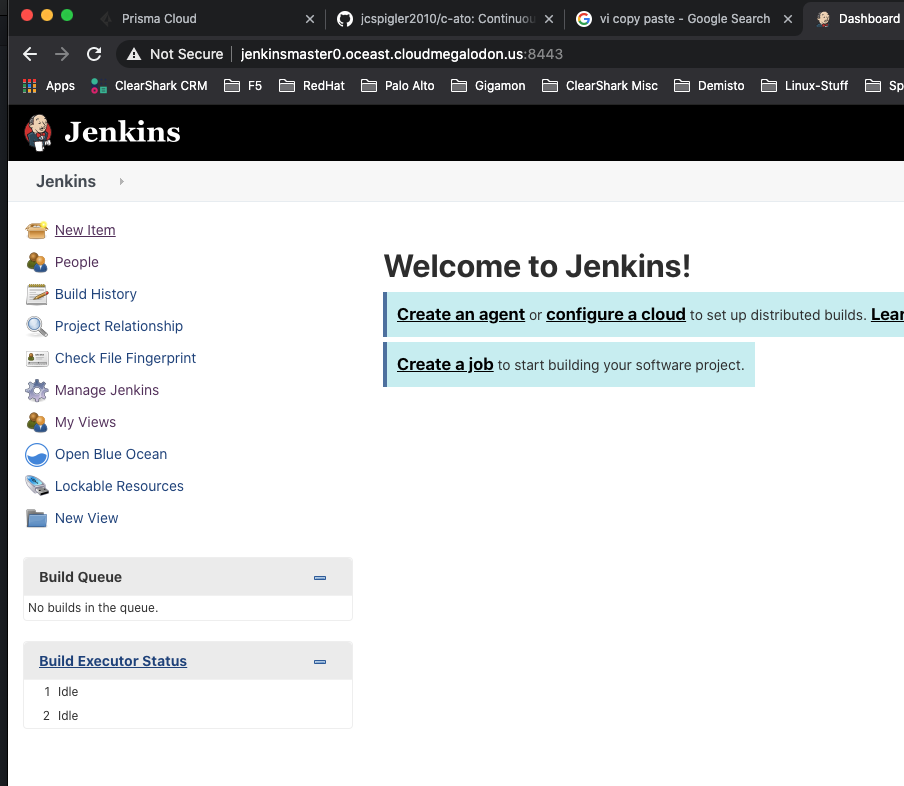 Prisma Cloud
jcspigler2010/c-ato: Continuou
vi copy paste - Google Search
Dashboard
Not Secure jenkinsmaster0.oceast.cloudmegalodon.us:8443
Apps ClearShark CRM F5 RedHat Palo Alto Gigamon ClearShark Misc Demisto Linux-Stuff Sp
Jenkins
Jenkins
New Item
People
Build History
Project Relationship
Check File Fingerprint
Manage Jenkins
My Views
Open Blue Ocean
Lockable Resources
New View
Build Queue
No builds in the queue.
Build Executor Status
1 Idle
2 Idle
Welcome to Jenkins!
Create an agent or configure a cloud to set up distributed builds. Lear
Create a job to start building your software project.